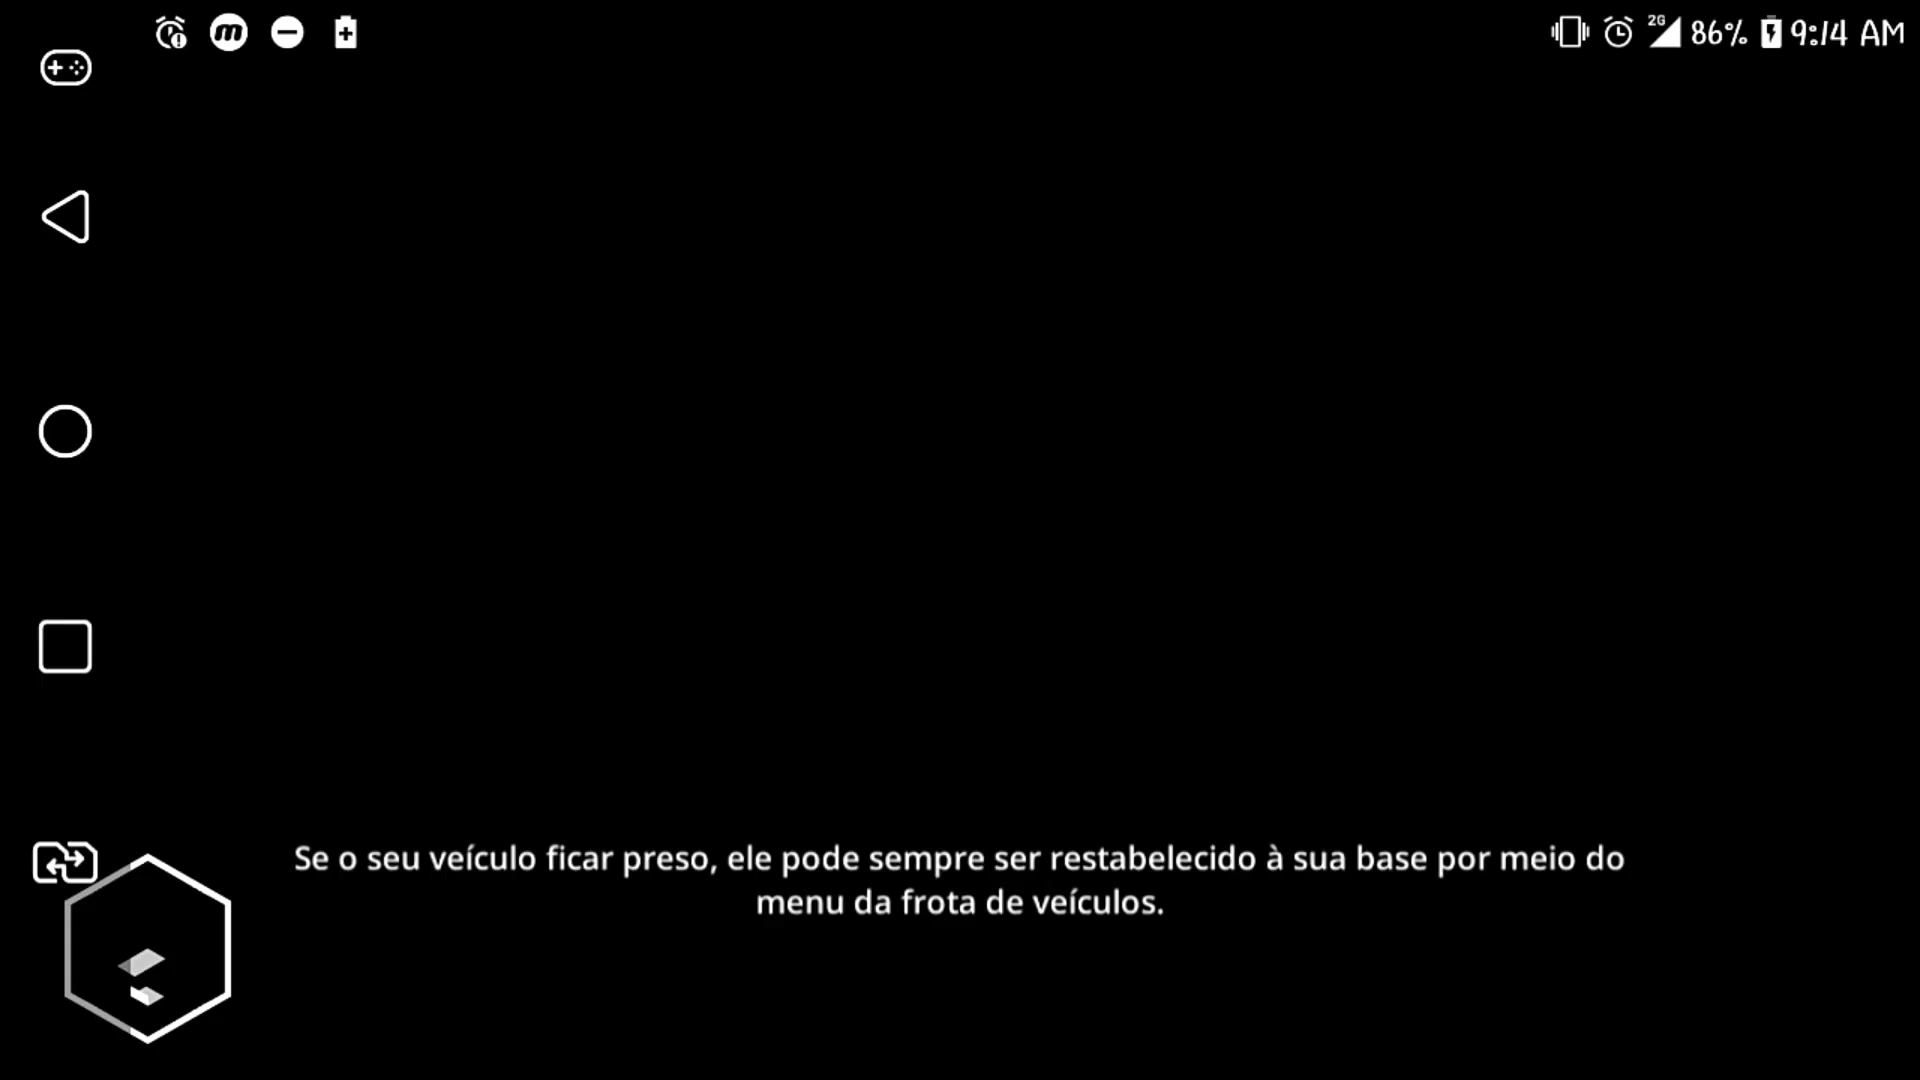 m
2G 86% 9:14 AM
Se o seu veículo ficar preso, ele pode sempre ser restabelecido à sua base por meio do
menu da frota de veículos.